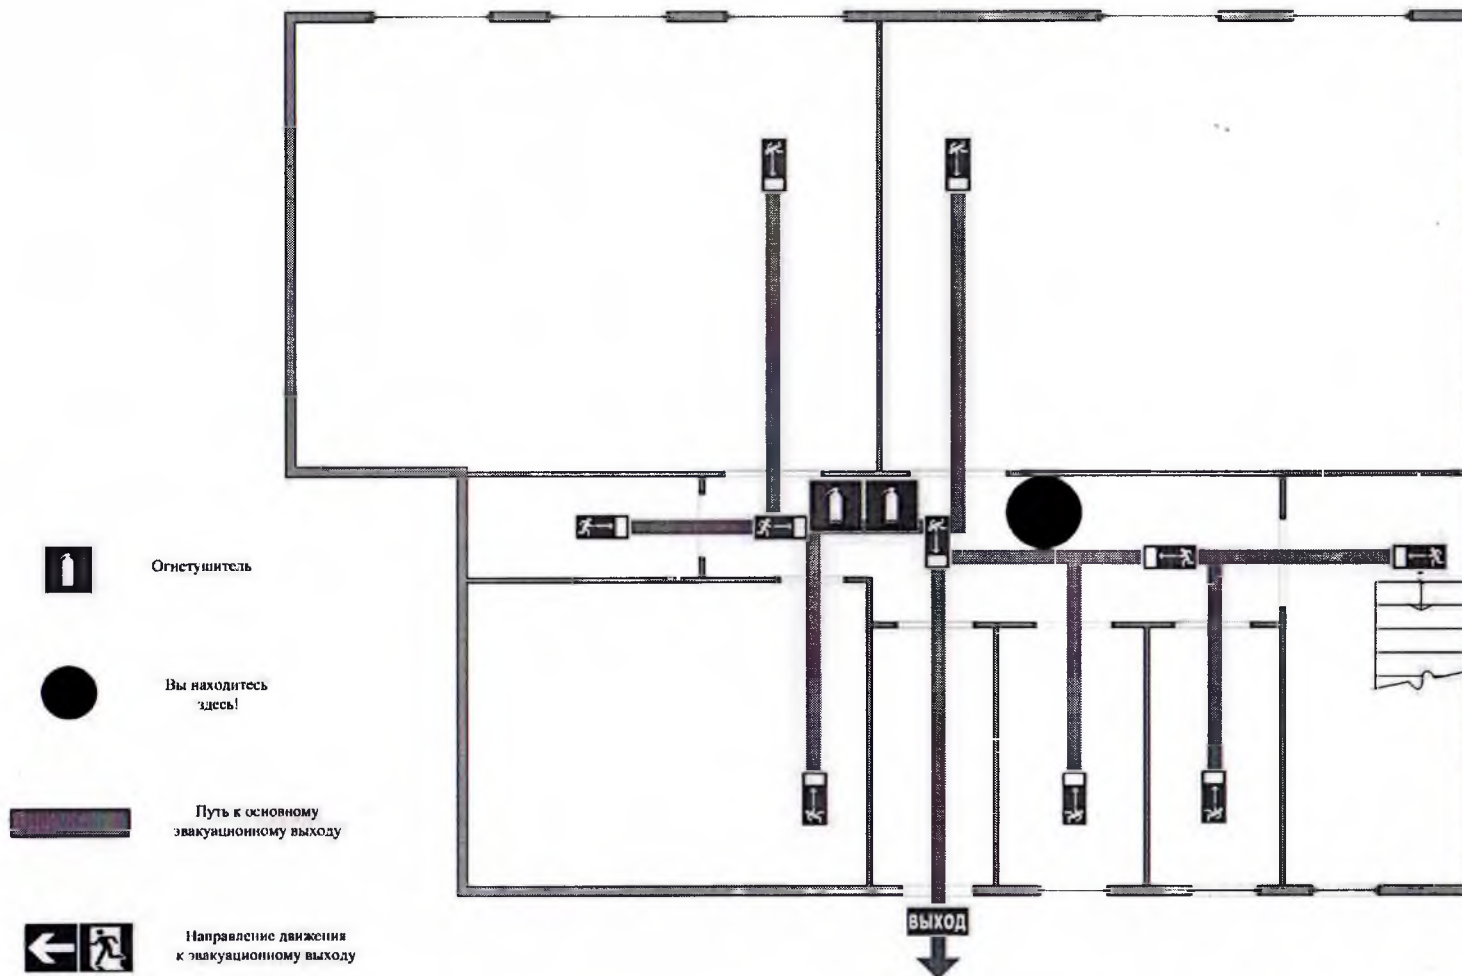 Огнетушитель
Вы находитесь
здесь!
Путь к основному
эвакуационному выходу
Направление движения
к эвакуационному выходу
ВЫХОД